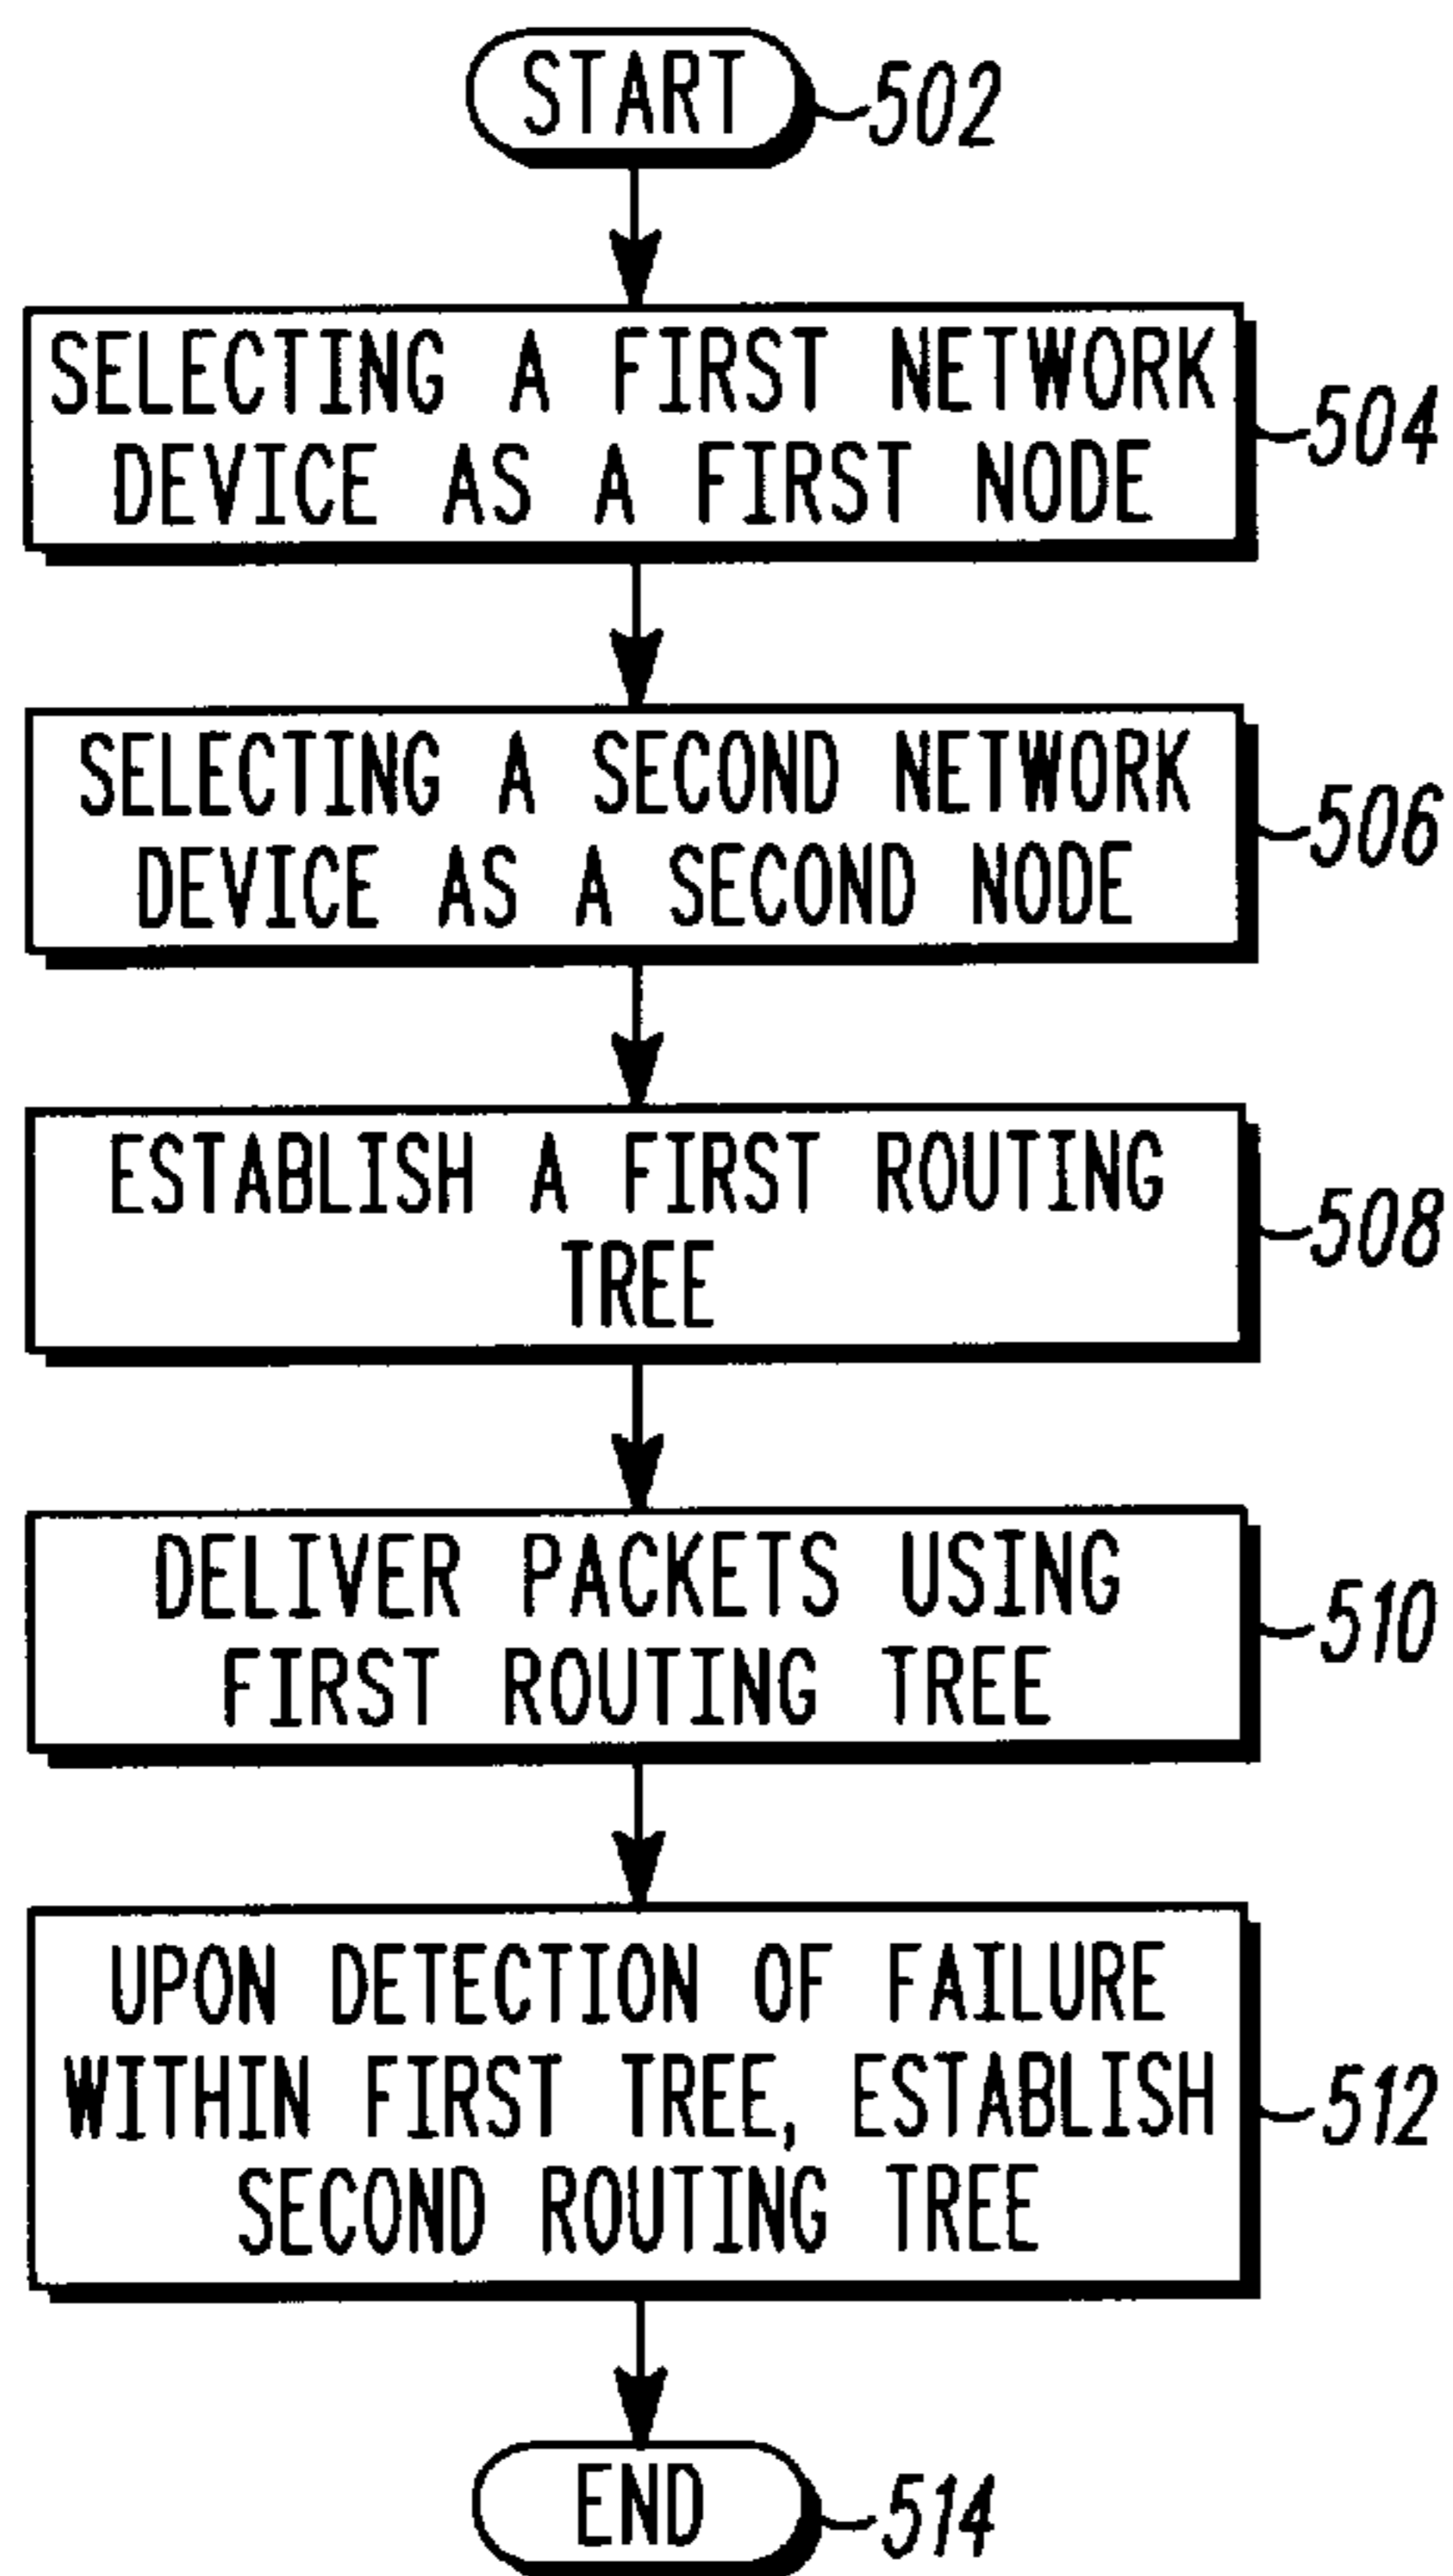 START
502
SELECTING A FIRST NETWORK
DEVICE AS A FIRST NODE
504
SELECTING A SECOND NETWORK
DEVICE AS A SECOND NODE
506
ESTABLISH A FIRST ROUTING
TREE
508
DELIVER PACKETS USING
FIRST ROUTING TREE
510
UPON DETECTION OF FAILURE
WITHIN FIRST TREE, ESTABLISH
SECOND ROUTING TREE
512
END
514